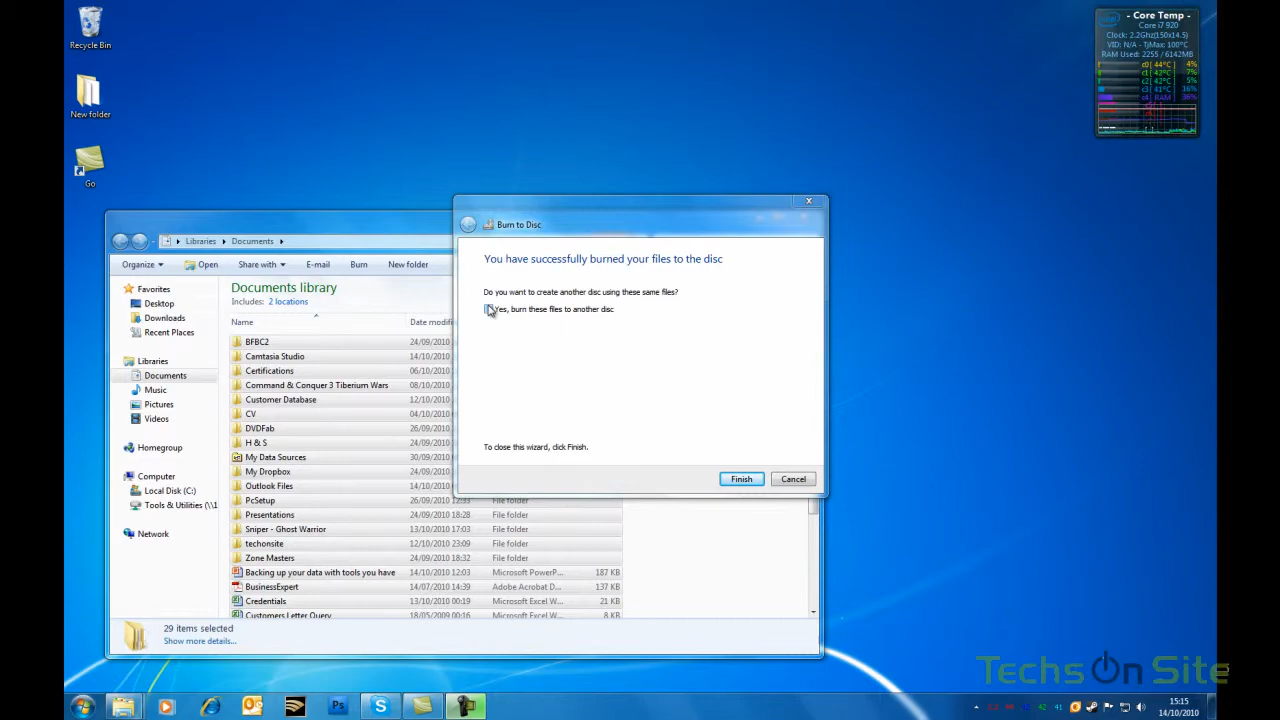 Recycle Bin
New folder
Go
- Core Temp -
Core i7 920
Clock: 2.2Ghz(150x14.5)
VID: N/A - TjMax: 100°C
RAM Used: 2255 / 6142MB
c0[ 44°C 4%
c1[ 42°C 7%
c2[ 42°C 5%
c3[ 41°C 16%
RAM 36%
Libraries Documents
Organize Open Share with E-mail Burn New folder
Favorites
Desktop
Downloads
Recent Places
Libraries
Documents
Music
Pictures
Videos
Homegroup
Computer
Local Disk (C:)
Tools & Utilities (\\1
Network
Documents library
Includes: 2 locations
Name Date modifi
BFBC2 24/09/2010
Camtasia Studio 14/10/2010
Certifications 06/10/2010
Command & Conquer 3 Tiberium Wars 08/10/2010
Customer Database 12/10/2010
CV 04/10/2010
DVDFab 26/09/2010
H & S 24/09/2010
My Data Sources 30/09/2010
My Dropbox 24/09/2010
Outlook Files 14/10/2010
PcSetup 26/09/2010 12:33 File folder
Presentations 24/09/2010 18:28 File folder
Sniper - Ghost Warrior 13/10/2010 17:03 File folder
techonsite 12/10/2010 23:09 File folder
Zone Masters 24/09/2010 18:32 File folder
Backing up your data with tools you have 14/10/2010 12:03 Microsoft PowerP... 187 KB
BusinessExpert 14/07/2010 14:39 Adobe Acrobat D... 137 KB
Credentials 13/10/2010 00:19 Microsoft Excel W... 21 KB
Customers Letter Query 18/05/2009 00:16 Microsoft Excel W... 8 KB
29 items selected
Show more details...
Burn to Disc
You have successfully burned your files to the disc
Do you want to create another disc using these same files?
Yes, burn these files to another disc
To close this wizard, click Finish.
Finish Cancel
TechsOnSite
Ps
42 41
15:15
14/10/2010